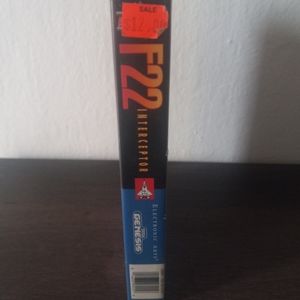 SALE
F22
INTERCEPTOR
ELECTRONIC ARTS
GENESIS